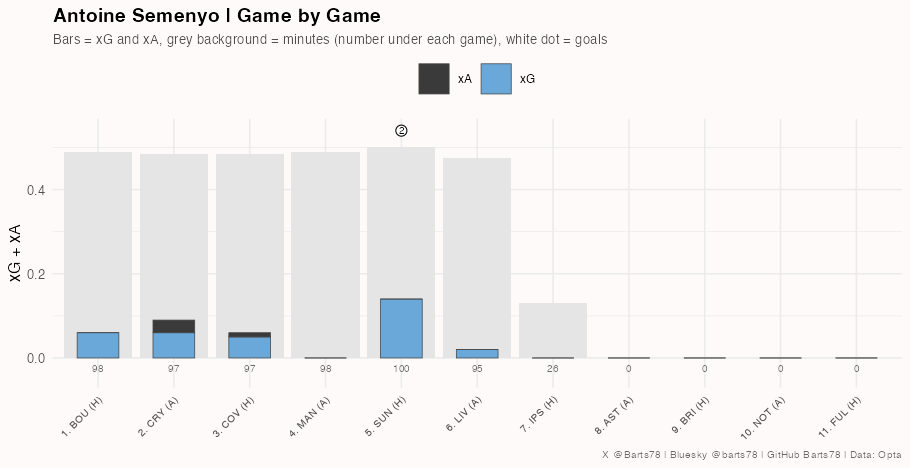 Antoine Semenyo | Game by Game
Bars = xG and xA, grey background = minutes (number under each game), white dot = goals
xA xG
2
0.4
0.2
0.0
xG + xA
98 97 97 98 100 95 26 0 0 0 0
1. BOU (H) 2. CRY (A) 3. COV (H) 4. MAN (A) 5. SUN (H) 6. LIV (A) 7. IPS (H) 8. AST (A) 9. BRI (H) 10. NOT (A) 11. FUL (H)
X @Barts78 | Bluesky @barts78 | GitHub Barts78 | Data: Opta